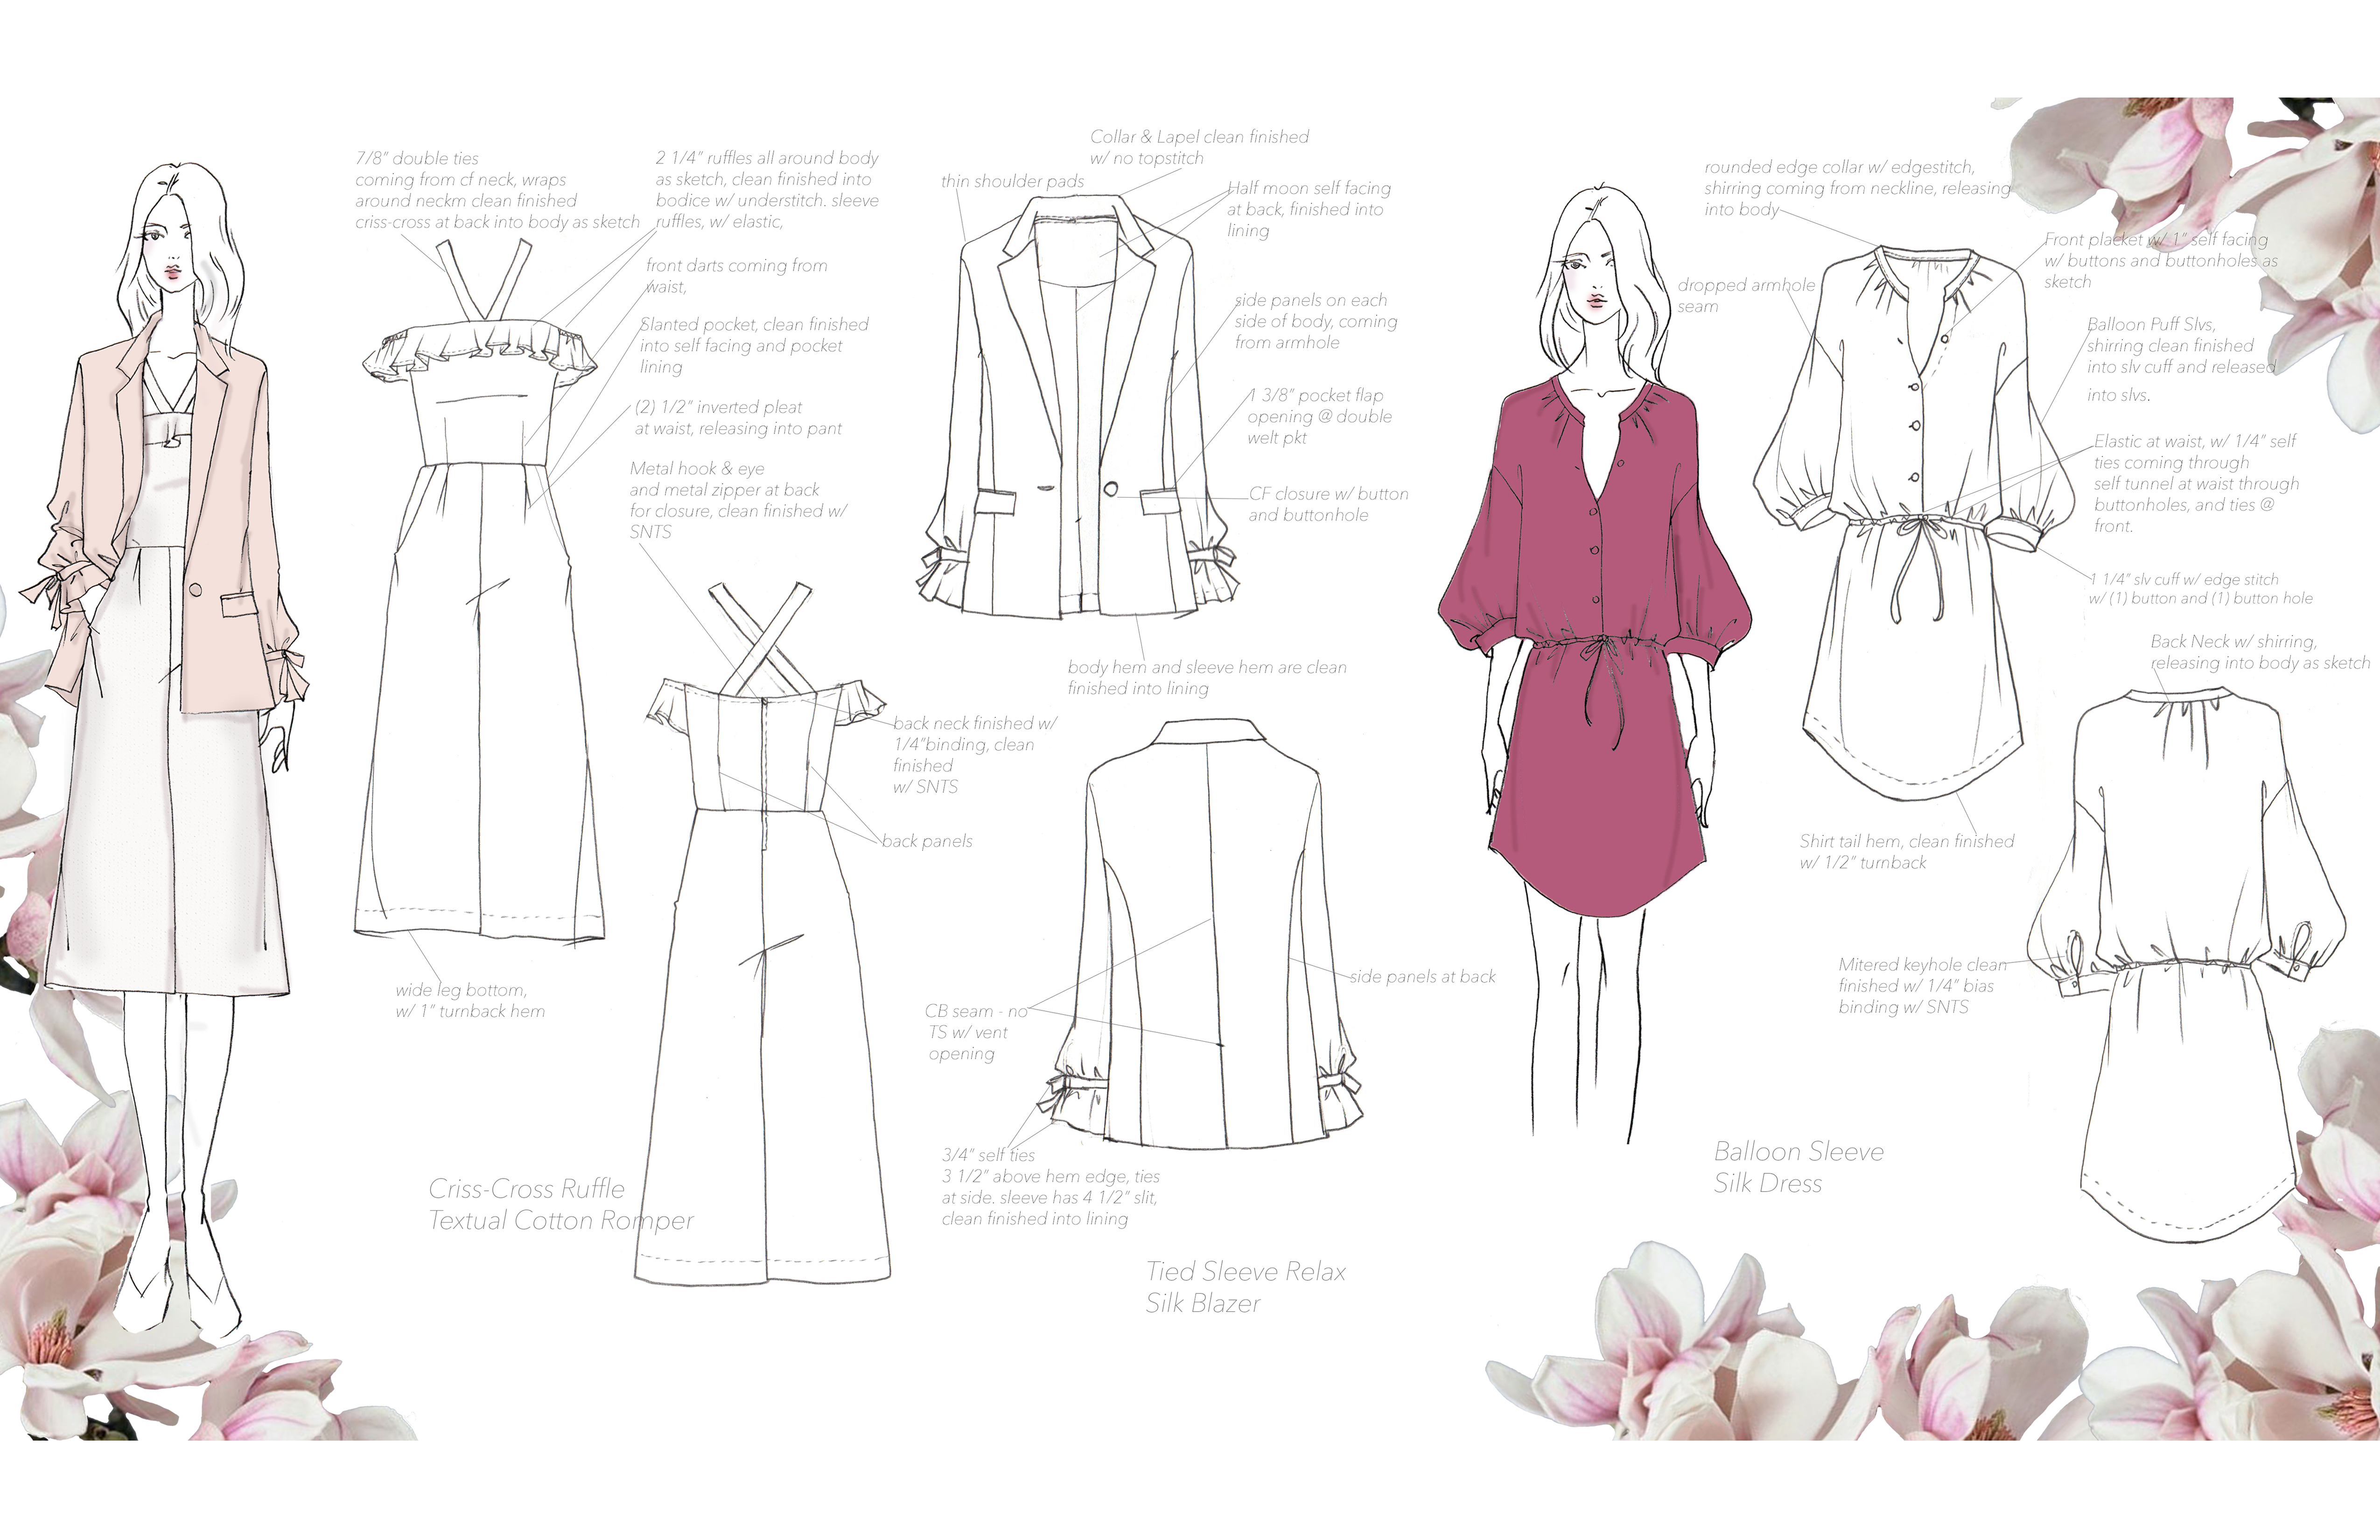 7/8" double ties
coming from cf neck, wraps
around neckm clean finished
criss-cross at back into body as sketch
2 1/4" ruffles all around body
as sketch, clean finished into
bodice w/ understitch. sleeve
ruffles, w/ elastic,
front darts coming from
waist,
Slanted pocket, clean finished
into self facing and pocket
lining
(2) 1/2" inverted pleat
at waist, releasing into pant
Metal hook & eye
and metal zipper at back
for closure, clean finished w/
SNTS
back neck finished w/
1/4"binding, clean
finished
w/ SNTS
back panels
wide leg bottom,
w/ 1" turnback hem
Criss-Cross Ruffle
Textual Cotton Romper
Collar & Lapel clean finished
w/ no topstitch
thin shoulder pads
Half moon self facing
at back, finished into
lining
side panels on each
side of body, coming
from armhole
1 3/8" pocket flap
opening @ double
welt pkt
CF closure w/ button
and buttonhole
body hem and sleeve hem are clean
finished into lining
side panels at back
CB seam - no
TS w/ vent
opening
3/4" self ties
3 1/2" above hem edge, ties
at side. sleeve has 4 1/2" slit,
clean finished into lining
Tied Sleeve Relax
Silk Blazer
rounded edge collar w/ edgestitch,
shirring coming from neckline, releasing
into body
dropped armhole
seam
Front placket w/ 1" self facing
w/ buttons and buttonholes as
sketch
Balloon Puff Slvs,
shirring clean finished
into slv cuff and released
into slvs.
Elastic at waist, w/ 1/4" self
ties coming through
self tunnel at waist through
buttonholes, and ties @
front.
1 1/4" slv cuff w/ edge stitch
w/ (1) button and (1) button hole
Back Neck w/ shirring,
releasing into body as sketch
Shirt tail hem, clean finished
w/ 1/2" turnback
Mitered keyhole clean
finished w/ 1/4" bias
binding w/ SNTS
Balloon Sleeve
Silk Dress